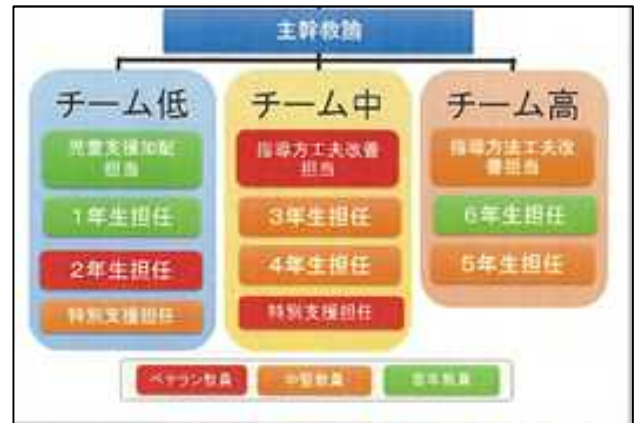 主幹教諭
チーム低
チーム中
チーム高
児童支援加配
担当
1年生担任
2年生担任
特別支援担任
指導方工夫改善
担当
3年生担任
4年生担任
特別支援担任
指導方法工夫改
善担当
6年生担任
5年生担任
ベテラン教員
中堅教員
若年教員